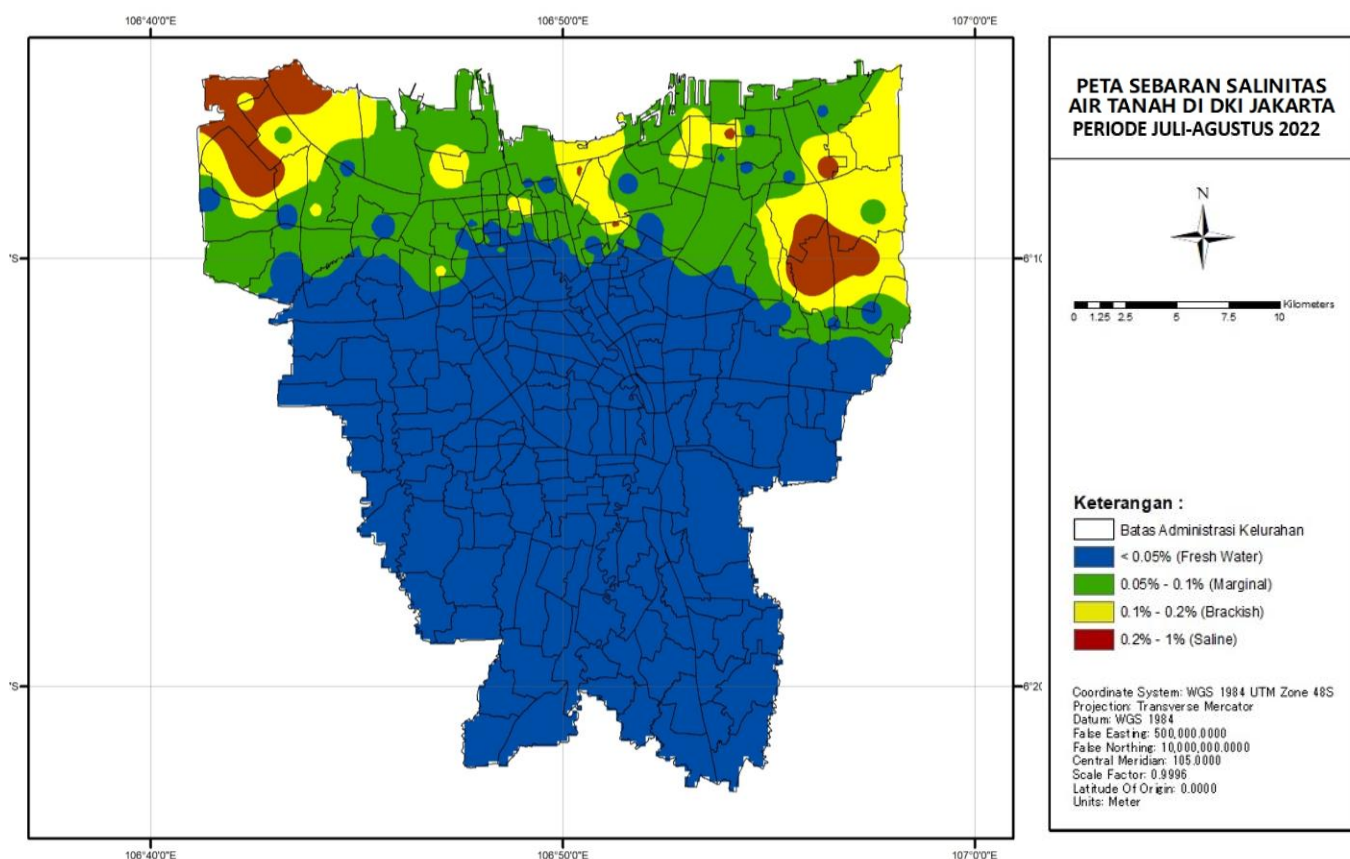 106°40'0"E
106°50'0"E
107°0'0"E
PETA SEBARAN SALINITAS
AIR TANAH DI DKI JAKARTA
PERIODE JULI-AGUSTUS 2022
N
'S
6°10
Kilometers
0 1.25 2.5 5 7.5 10
Keterangan :
Batas Administrasi Kelurahan
< 0.05% (Fresh Water)
0.05% - 0.1% (Marginal)
0.1% - 0.2% (Brackish)
0.2% - 1% (Saline)
'S
6°20
Coordinate System: WGS 1984 UTM Zone 48S
Projection: Transverse Mercator
Datum: WGS 1984
False Easting: 500,000.0000
False Northing: 10,000,000.0000
Central Meridian: 105.0000
Scale Factor: 0.9996
Latitude Of Origin: 0.0000
Units: Meter
106°40'0"E
106°50'0"E
107°0'0"E